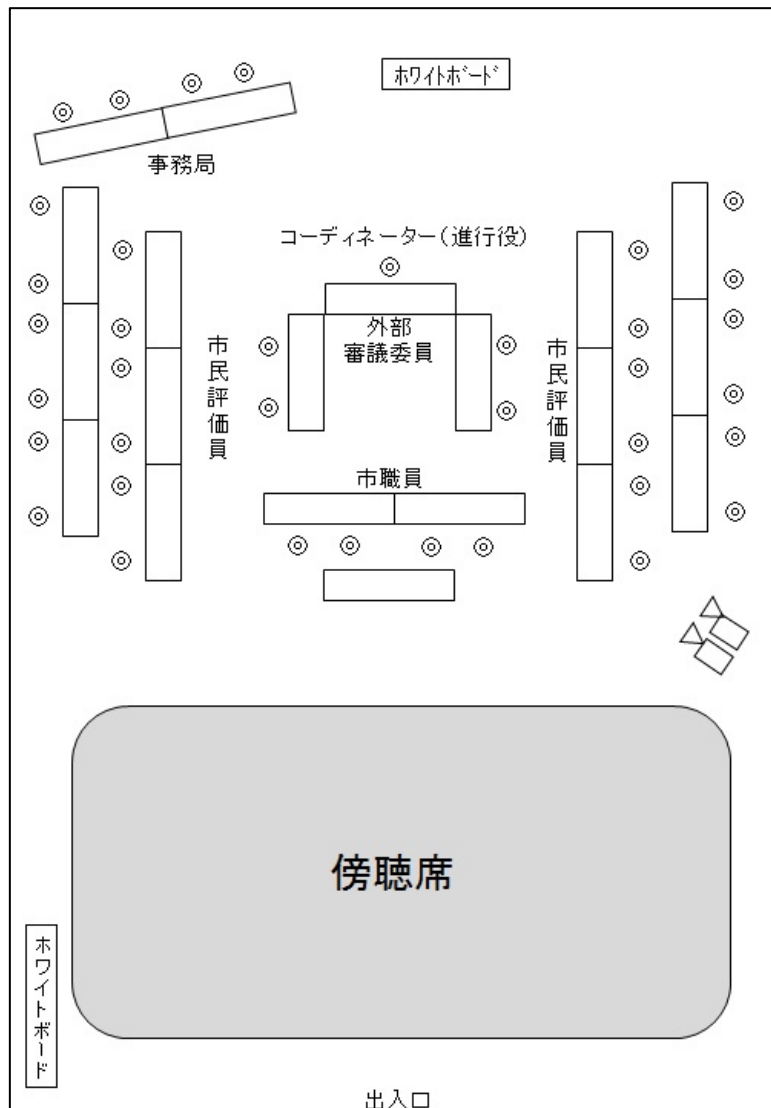 ホワイトボード
事務局
コーディネーター(進行役)
外部
審議委員
市民評価員
市民評価員
市職員
傍聴席
ホワイトボード
出入口